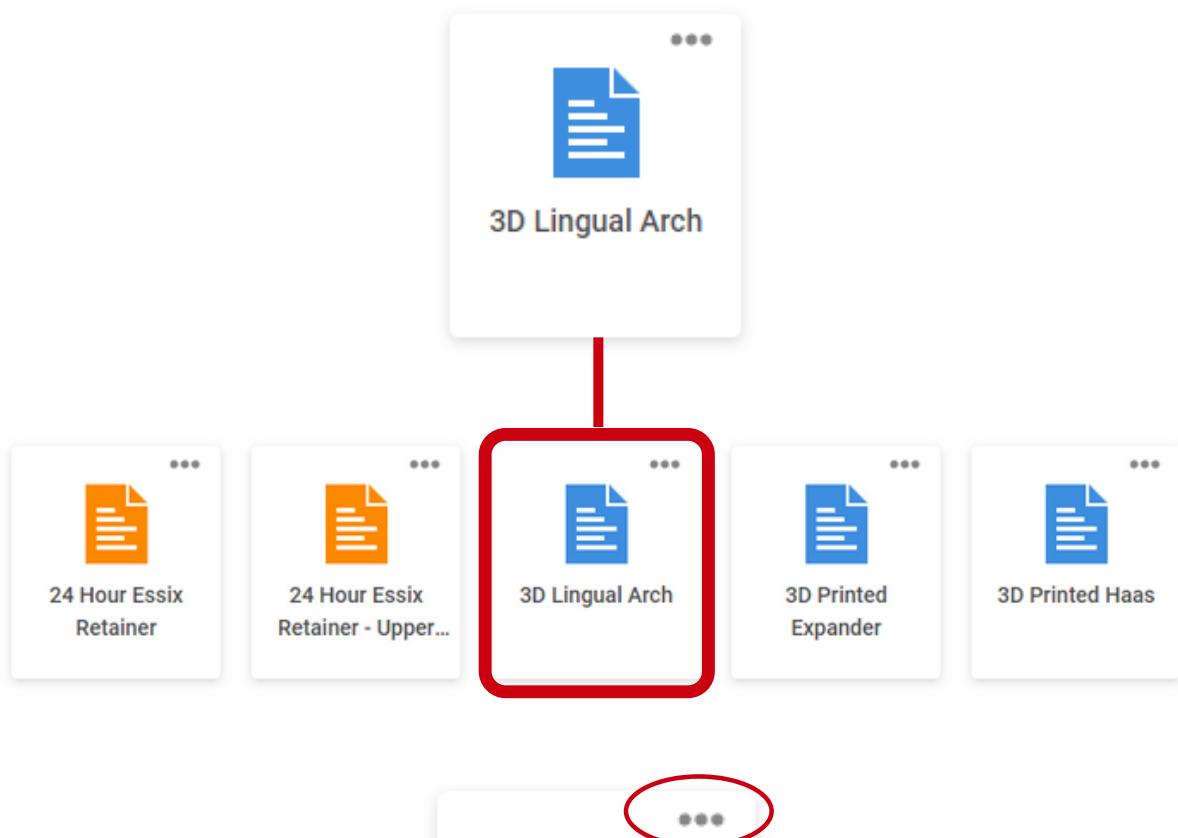 3D Lingual Arch
24 Hour Essix
Retainer
24 Hour Essix
Retainer - Upper...
3D Lingual Arch
3D Printed
Expander
3D Printed Haas